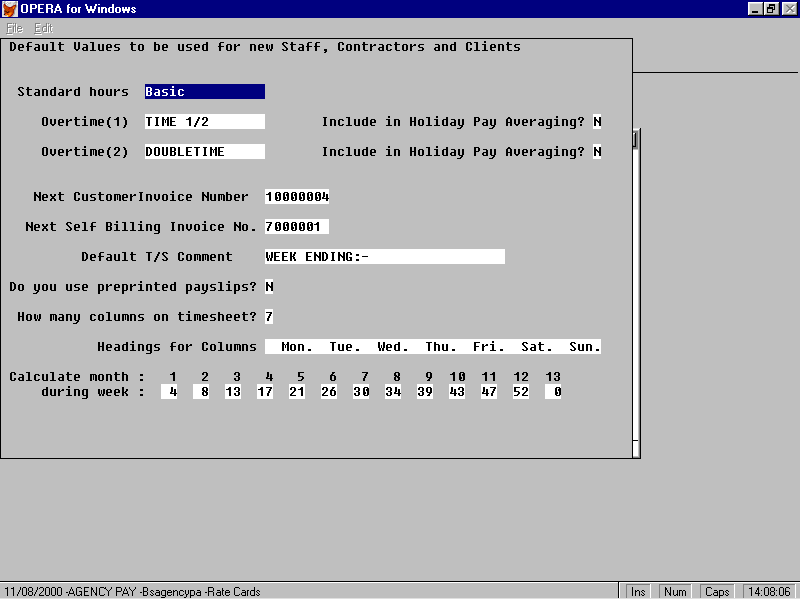 OPERA for Windows
File Edit
Default Values to be used for new Staff, Contractors and Clients
Standard hours Basic
Overtime(1) TIME 1/2 Include in Holiday Pay Averaging? N
Overtime(2) DOUBLETIME Include in Holiday Pay Averaging? N
Next CustomerInvoice Number 10000004
Next Self Billing Invoice No. 7000001
Default T/S Comment WEEK ENDING:-
Do you use preprinted payslips? N
How many columns on timesheet? 7
Headings for Columns Mon. Tue. Wed. Thu. Fri. Sat. Sun.
Calculate month : 1 2 3 4 5 6 7 8 9 10 11 12 13
during week : 4 8 13 17 21 26 30 34 39 43 47 52 0
11/08/2000 -AGENCY PAY -Bsagencypa -Rate Cards Ins Num Caps 14:08:06